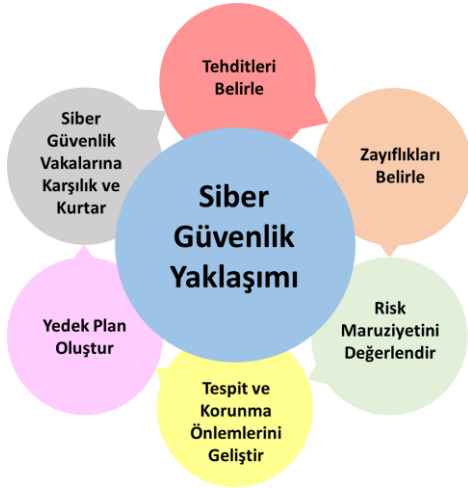 Tehditleri
Belirle
Zayıflıkları
Belirle
Risk
Maruziyetini
Değerlendir
Tespit ve
Korunma
Önlemlerini
Geliştir
Yedek Plan
Oluştur
Siber
Güvenlik
Vakalarına
Karşılık ve
Kurtar
Siber
Güvenlik
Yaklaşımı